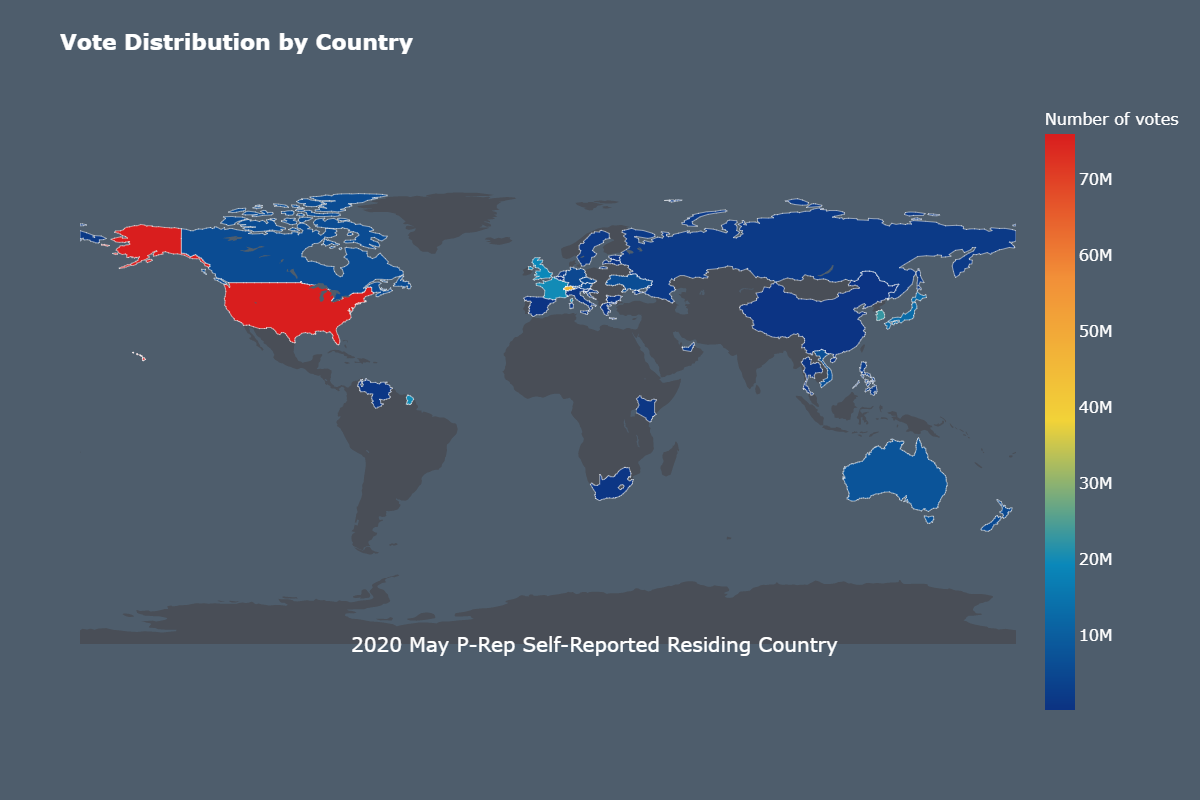 Vote Distribution by Country
Number of votes
70M
60M
50M
40M
30M
20M
10M
2020 May P-Rep Self-Reported Residing Country